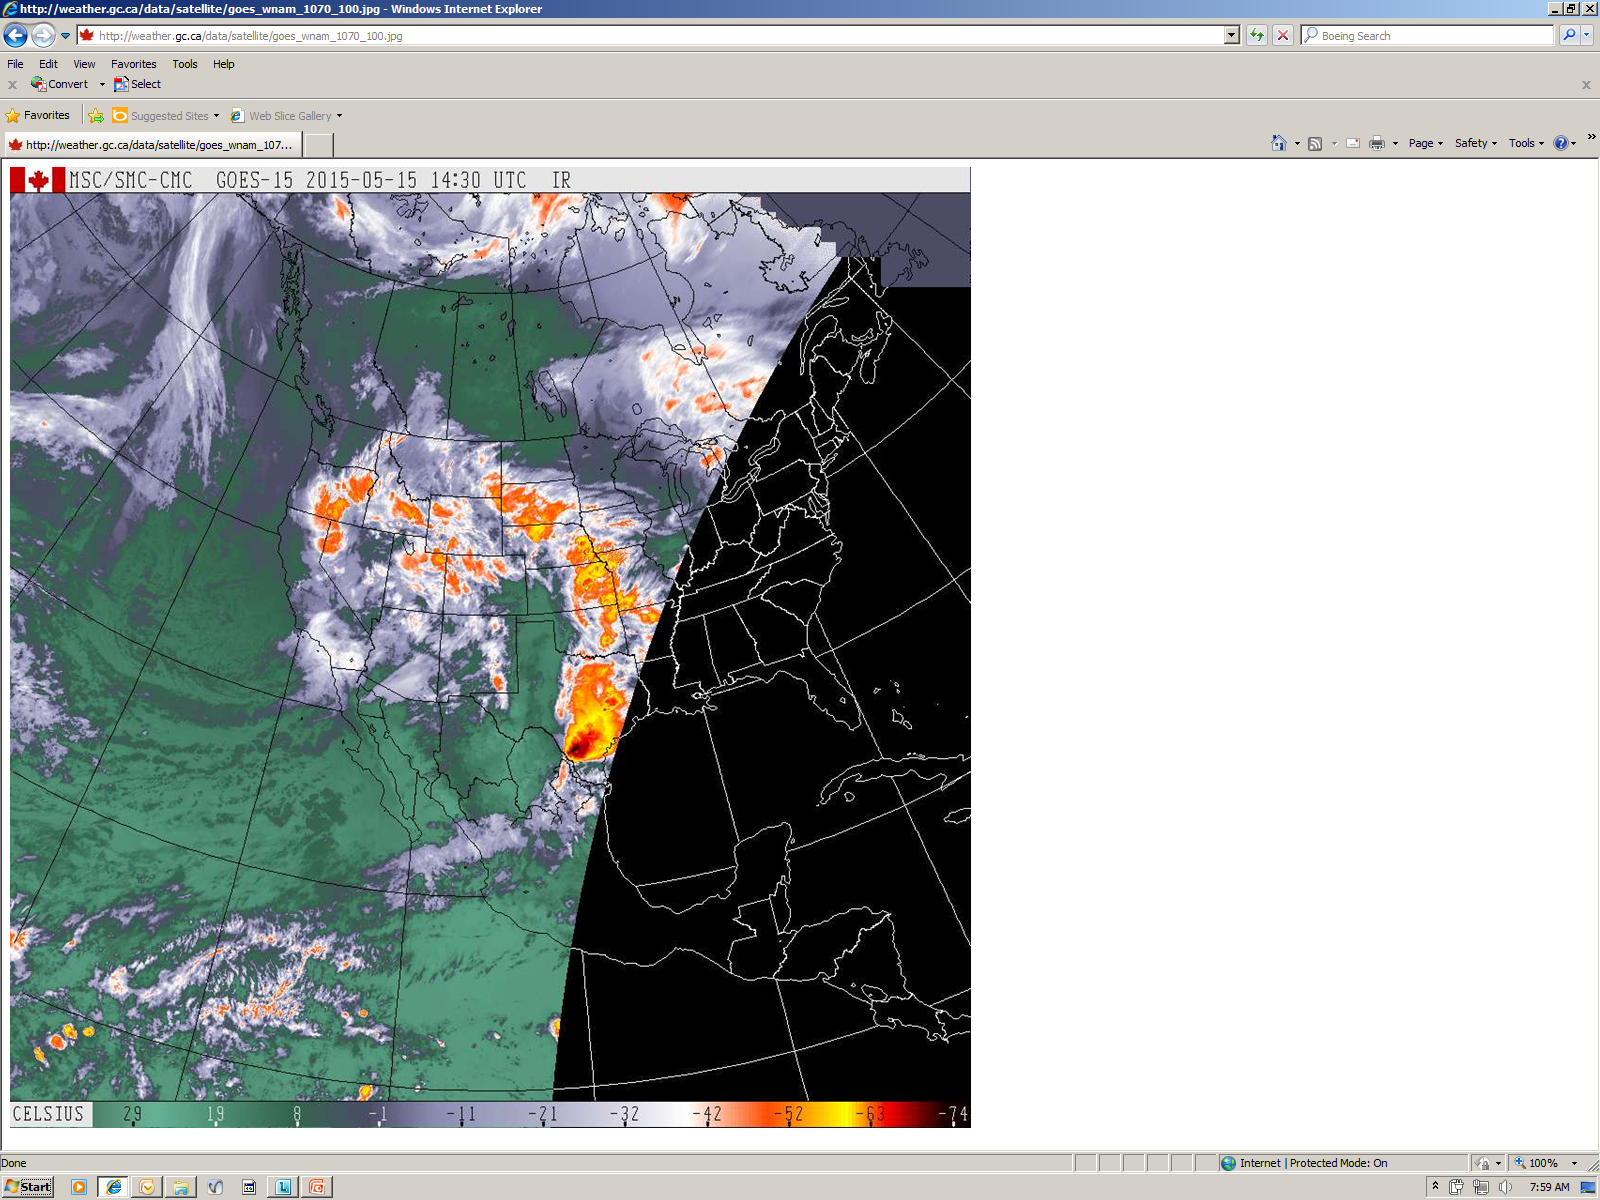 http://weather.gc.ca/data/satellite/goes_wnam_1070_100.jpg - Windows Internet Explorer
http://weather.gc.ca/data/satellite/goes_wnam_1070_100.jpg
Boeing Search
File Edit View Favorites Tools Help
x Convert Select x
Favorites Suggested Sites Web Slice Gallery
http://weather.gc.ca/data/satellite/goes_wnam_107... Page Safety Tools »
MSC/SMC-CMC GOES-15 2015-05-15 14:30 UTC IR
CELSIUS 29 19 8 -1 -11 -21 -32 -42 -52 -63 -74
Done Internet | Protected Mode: On 100%
Start 7:59 AM